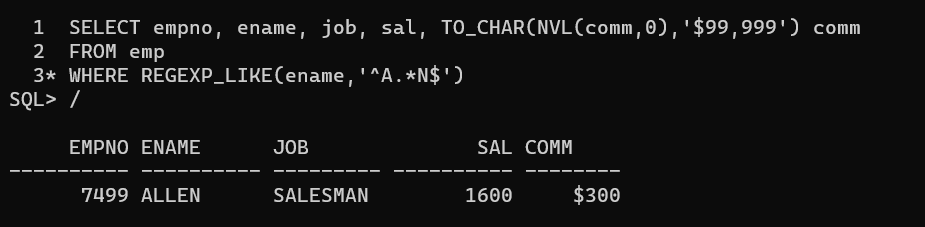 1  SELECT empno, ename, job, sal, TO_CHAR(NVL(comm,0),'$99,999') comm
  2  FROM emp
  3* WHERE REGEXP_LIKE(ename,'^A.*N$')
SQL> /

     EMPNO ENAME      JOB              SAL COMM
---------- ---------- --------- ---------- --------
      7499 ALLEN      SALESMAN        1600     $300